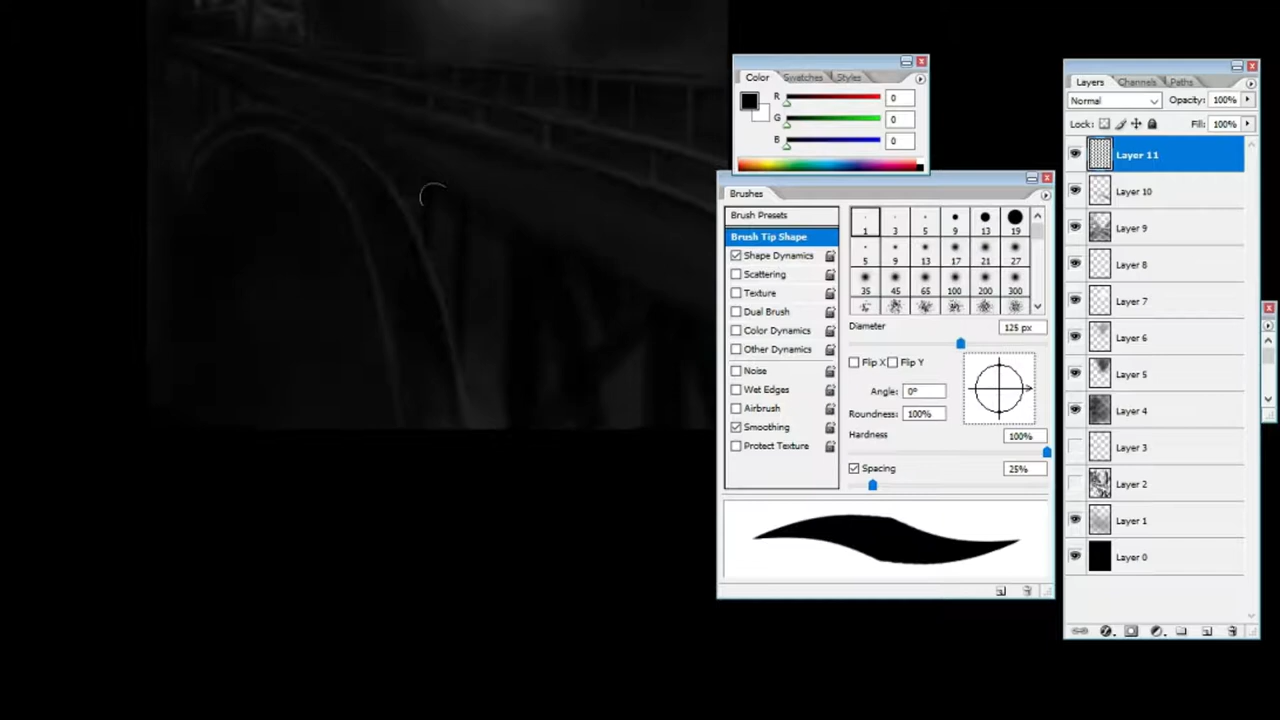 Color Swatches Styles
R 0
G 0
B 0
Brushes
Brush Presets
Brush Tip Shape
Shape Dynamics
Scattering
Texture
Dual Brush
Color Dynamics
Other Dynamics
Noise
Wet Edges
Airbrush
Smoothing
Protect Texture
1 3 5 9 13 19
5 9 13 17 21 27
35 45 65 100 200 300
Diameter 125 px
Flip X Flip Y
Angle: 0°
Roundness: 100%
Hardness 100%
Spacing 25%
Layers Channels Paths
Normal Opacity: 100%
Lock: Fill: 100%
Layer 11
Layer 10
Layer 9
Layer 8
Layer 7
Layer 6
Layer 5
Layer 4
Layer 3
Layer 2
Layer 1
Layer 0